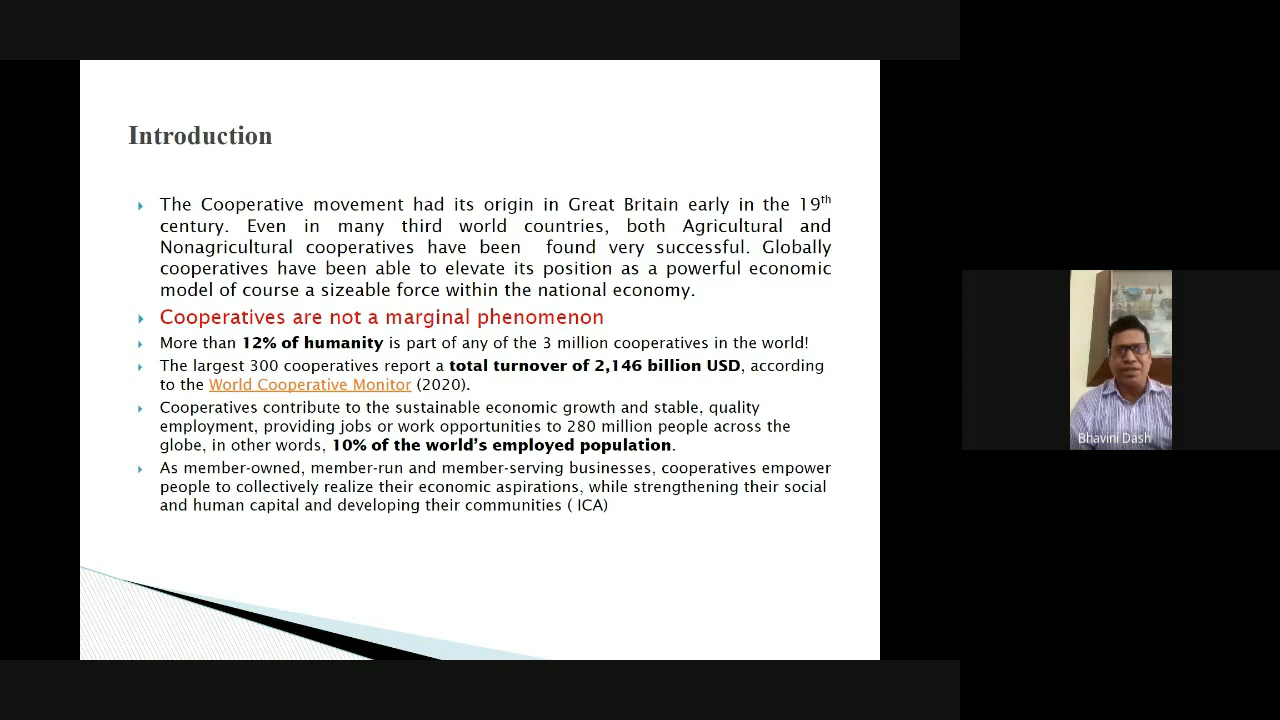 Introduction
The Cooperative movement had its origin in Great Britain early in the 19th
century. Even in many third world countries, both Agricultural and
Nonagricultural cooperatives have been found very successful. Globally
cooperatives have been able to elevate its position as a powerful economic
model of course a sizeable force within the national economy.
Cooperatives are not a marginal phenomenon
More than 12% of humanity is part of any of the 3 million cooperatives in the world!
The largest 300 cooperatives report a total turnover of 2,146 billion USD, according
to the World Cooperative Monitor (2020).
Cooperatives contribute to the sustainable economic growth and stable, quality
employment, providing jobs or work opportunities to 280 million people across the
globe, in other words, 10% of the world's employed population.
As member-owned, member-run and member-serving businesses, cooperatives empower
people to collectively realize their economic aspirations, while strengthening their social
and human capital and developing their communities ( ICA)
Bhavini Dash